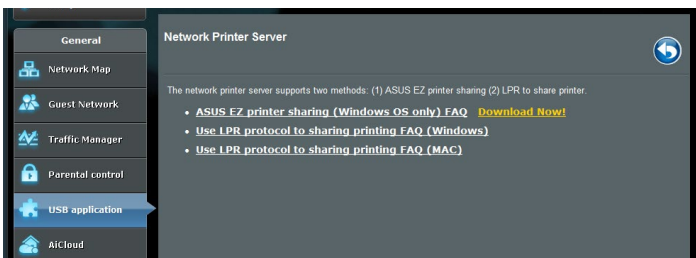 General
Network Map
Guest Network
Traffic Manager
Parental control
USB application
AiCloud
Network Printer Server
The network printer server supports two methods: (1) ASUS EZ printer sharing (2) LPR to share printer.
ASUS EZ printer sharing (Windows OS only) FAQ Download Now!
Use LPR protocol to sharing printing FAQ (Windows)
Use LPR protocol to sharing printing FAQ (MAC)